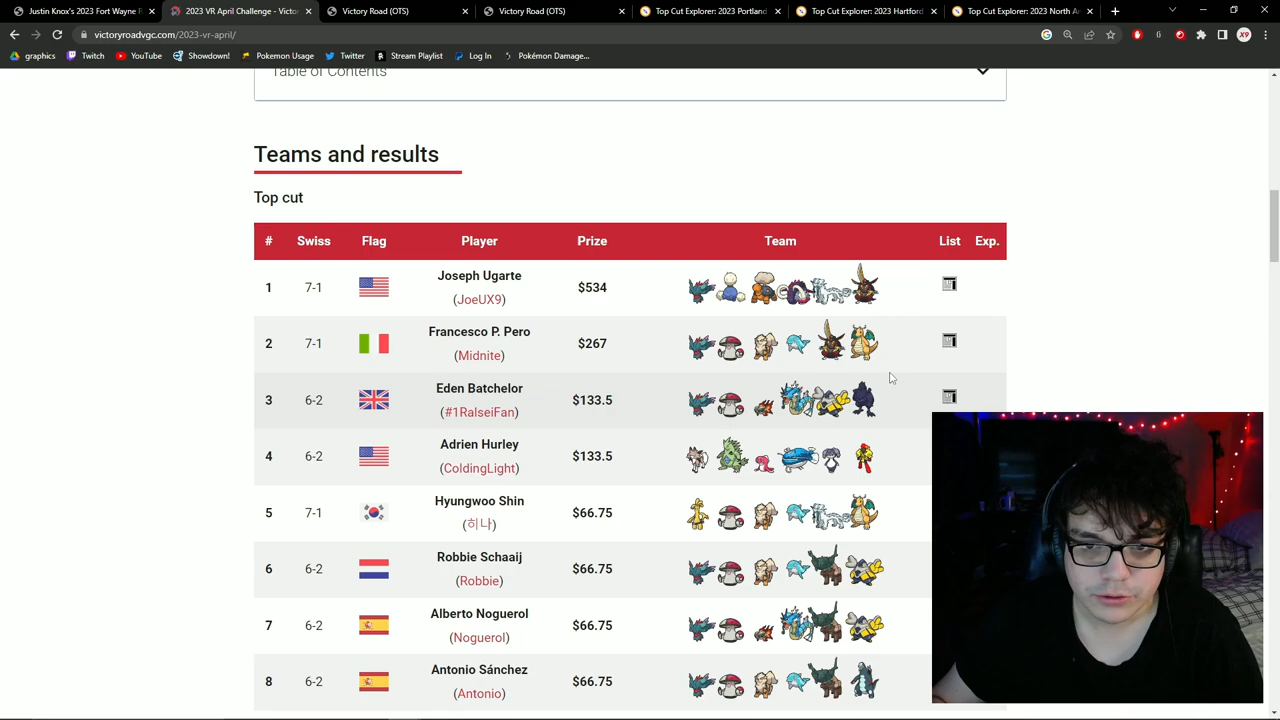 Justin Knox's 2023 Fort Wayne R
2023 VR April Challenge - Victor
Victory Road (OTS)
Victory Road (OTS)
Top Cut Explorer: 2023 Portland
Top Cut Explorer: 2023 Hartford
Top Cut Explorer: 2023 North Am
victoryroadvgc.com/2023-vr-april/
graphics
Twitch
YouTube
Showdown!
Pokemon Usage
Twitter
Stream Playlist
Log In
Pokémon Damage...
Table of Contents
Teams and results
Top cut
# Swiss Flag Player Prize Team List Exp.
1 7-1 Joseph Ugarte $534
(JoeUX9)
2 7-1 Francesco P. Pero $267
(Midnite)
3 6-2 Eden Batchelor $133.5
(#1RalseiFan)
4 6-2 Adrien Hurley $133.5
(ColdingLight)
5 7-1 Hyungwoo Shin $66.75
(히나)
6 6-2 Robbie Schaaij $66.75
(Robbie)
7 6-2 Alberto Noguerol $66.75
(Noguerol)
8 6-2 Antonio Sánchez $66.75
(Antonio)